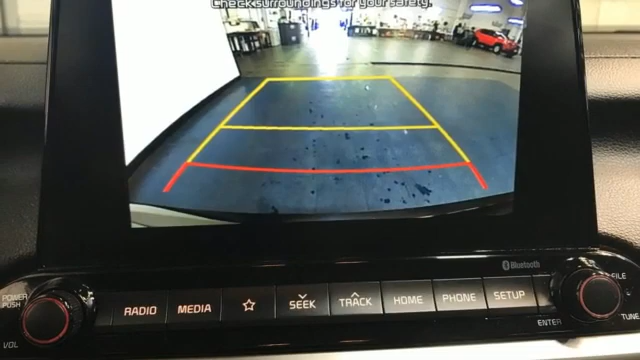 Check surroundings for your safety.
Bluetooth
POWER
PUSH
RADIO
MEDIA
SEEK
TRACK
HOME
PHONE
SETUP
FILE
VOL
ENTER
TUNE